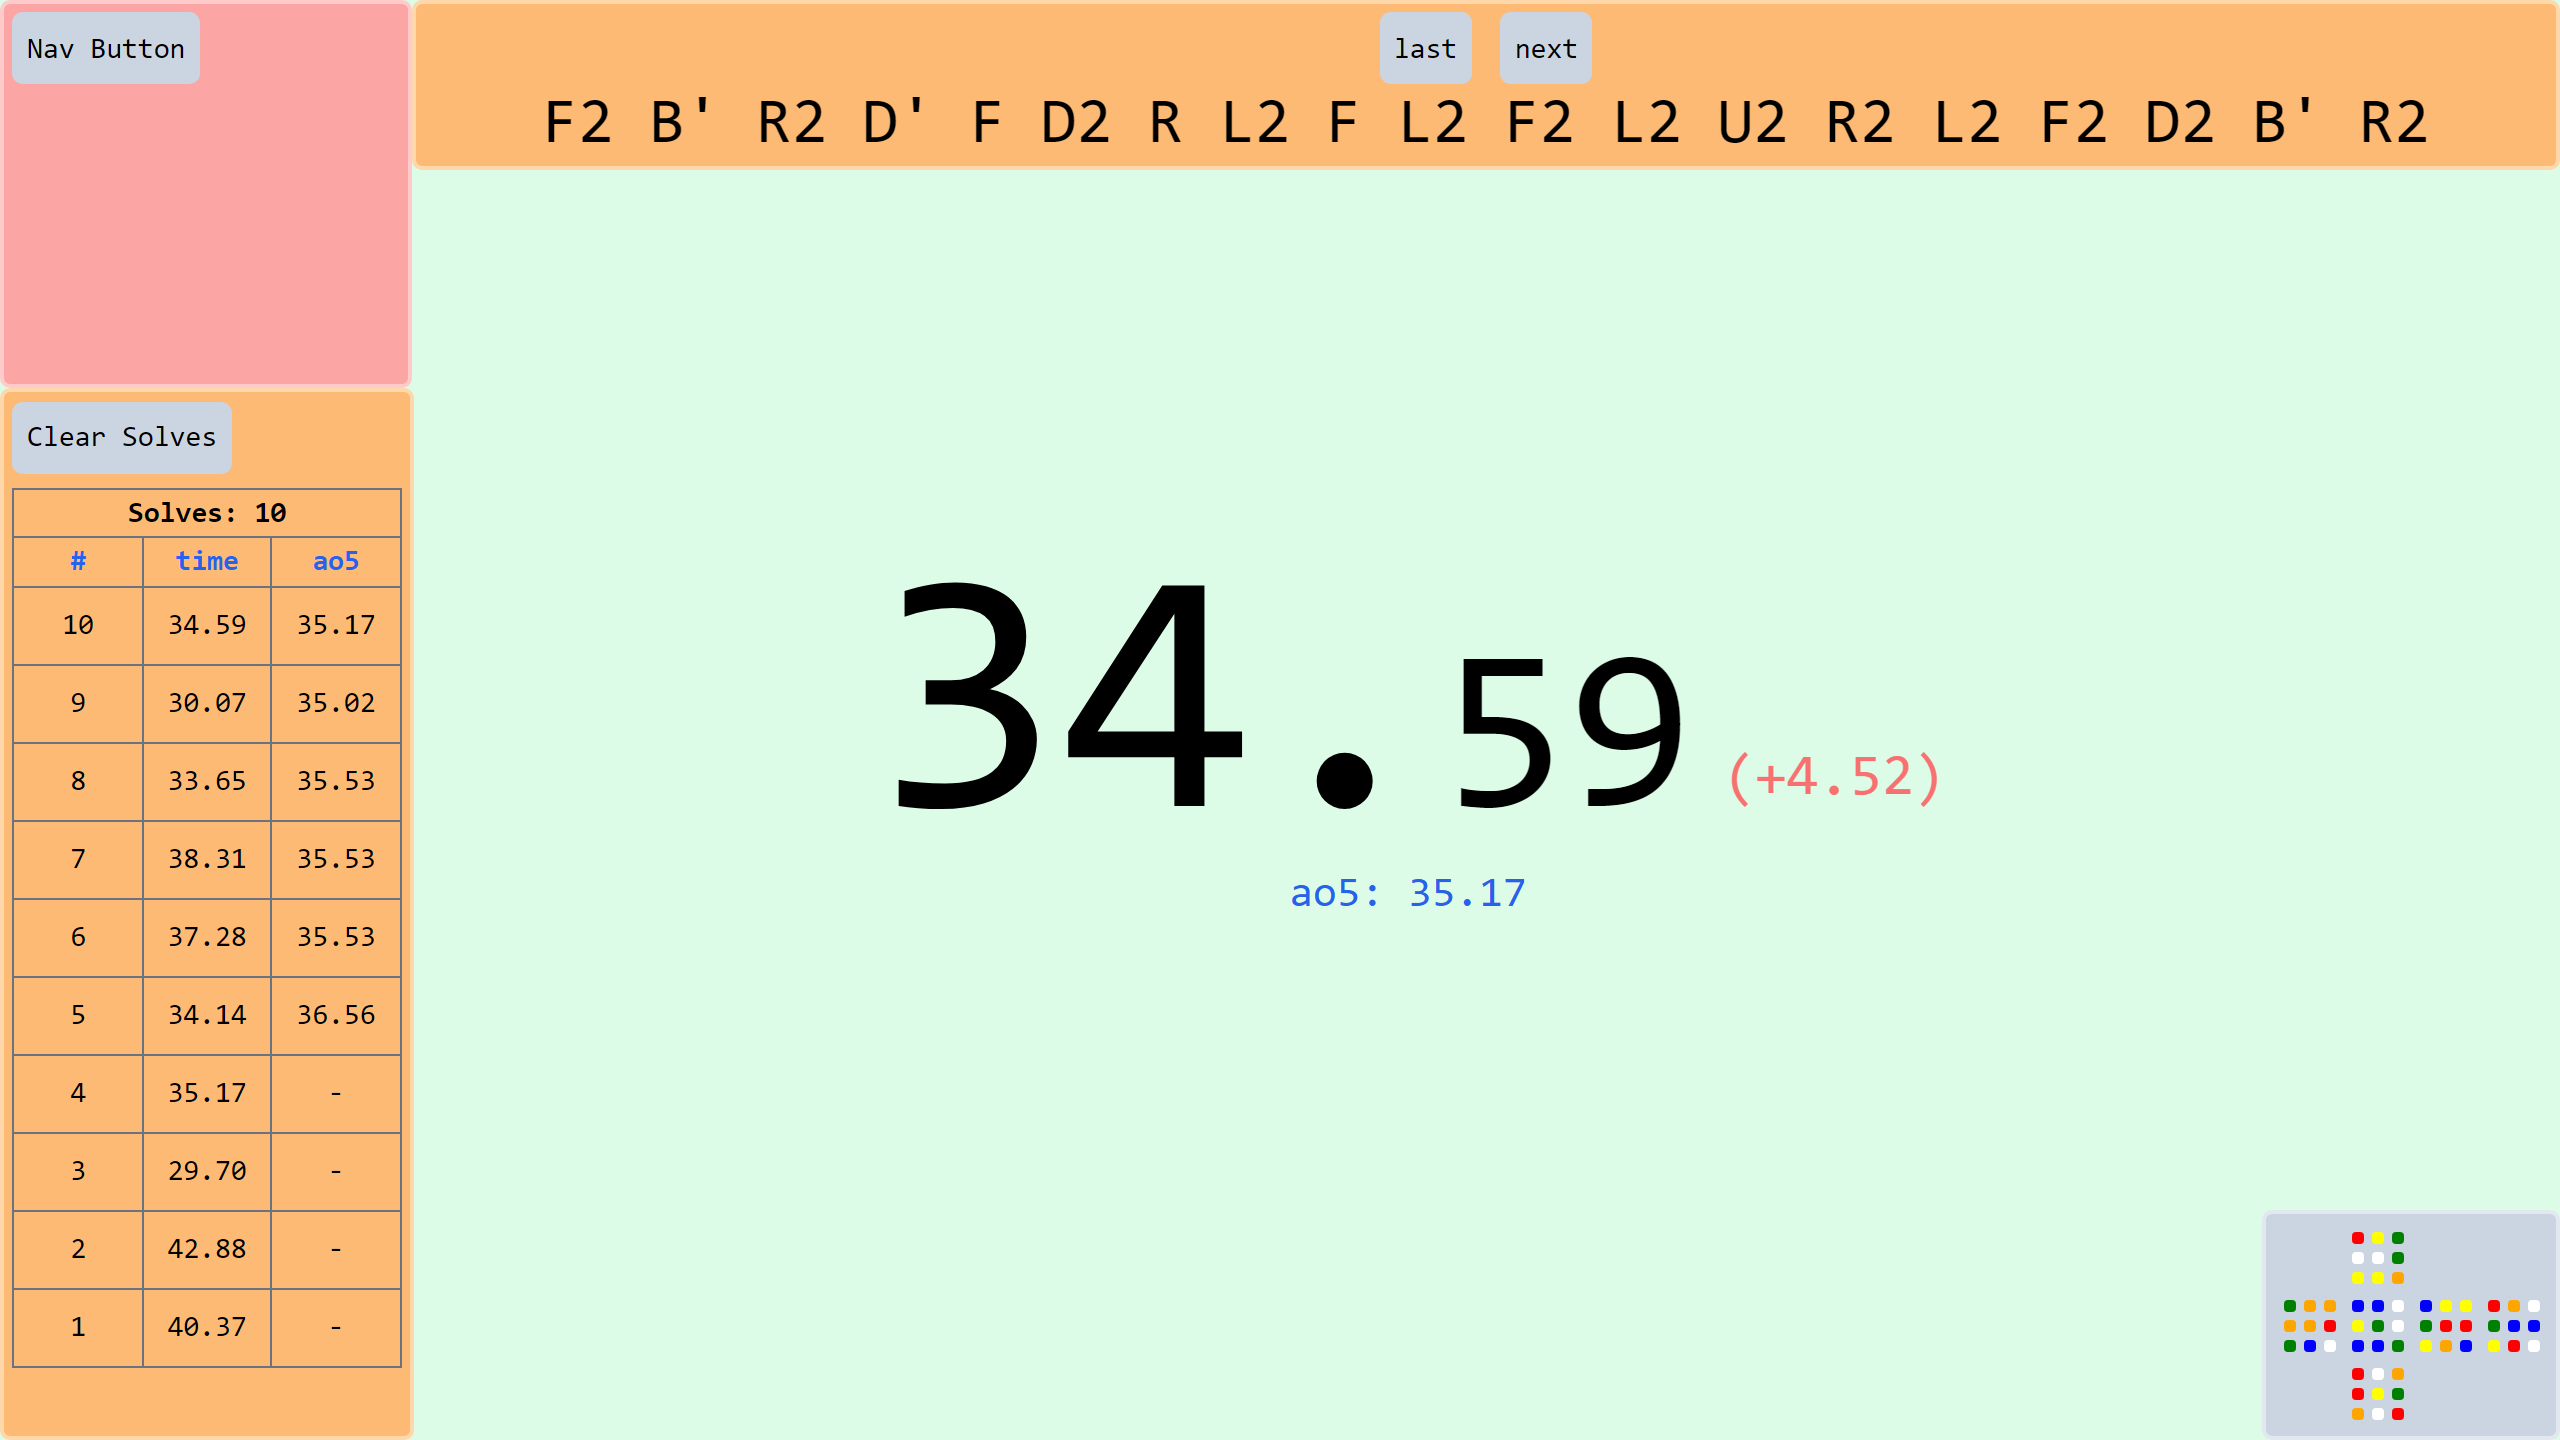 Nav Button
last next
F2 B' R2 D' F D2 R L2 F L2 F2 L2 U2 R2 L2 F2 D2 B' R2
Clear Solves
Solves: 10
# time ao5
10 34.59 35.17
9 30.07 35.02
8 33.65 35.53
7 38.31 35.53
6 37.28 35.53
5 34.14 36.56
4 35.17 -
3 29.70 -
2 42.88 -
1 40.37 -
34.59 (+4.52)
ao5: 35.17